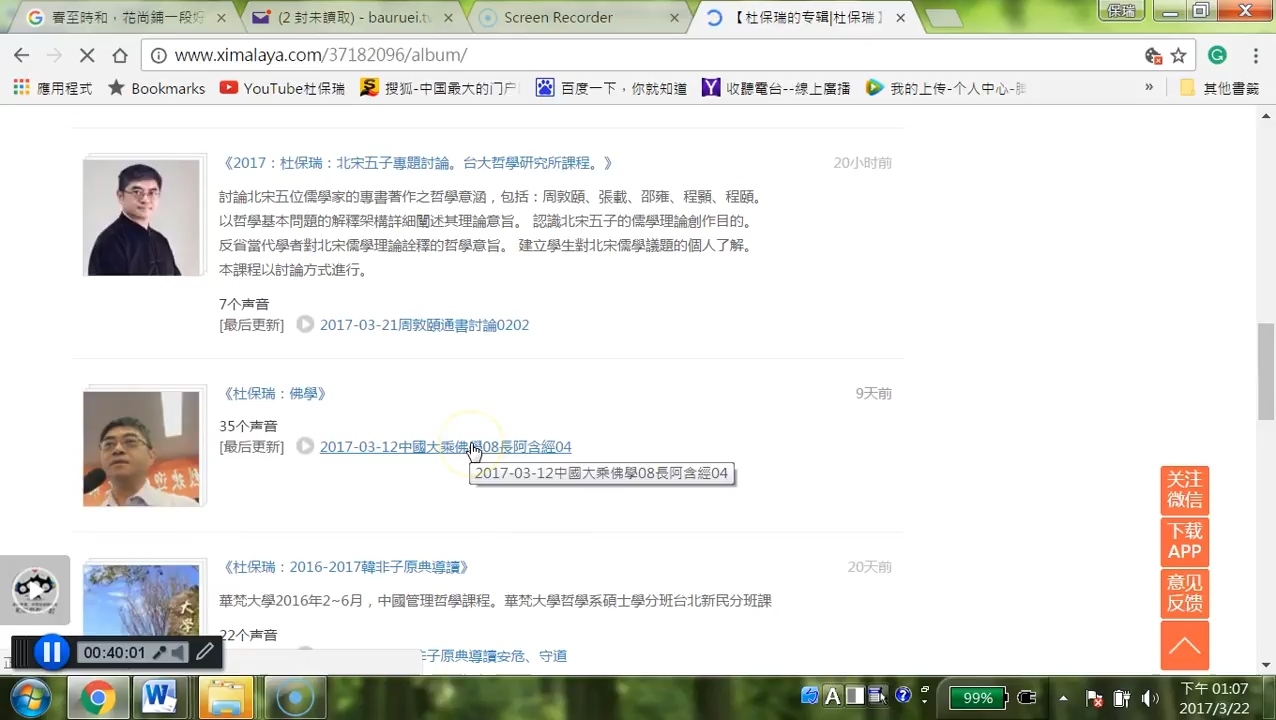 春至時和，花尚鋪一段好
(2 封未讀取) - bauruei.tw
Screen Recorder
【杜保瑞的专辑|杜保瑞 】
保瑞
www.ximalaya.com/37182096/album/
應用程式
Bookmarks
YouTube杜保瑞
搜狐-中国最大的门户
百度一下，你就知道
收聽電台--線上廣播
我的上传-个人中心-腾
»
其他書籤
《2017：杜保瑞：北宋五子專題討論。台大哲學研究所課程。》
20小时前
討論北宋五位儒學家的專書著作之哲學意涵，包括：周敦頤、張載、邵雍、程顥、程頤。
以哲學基本問題的解釋架構詳細闡述其理論意旨。 認識北宋五子的儒學理論創作目的。
反省當代學者對北宋儒學理論詮釋的哲學意旨。 建立學生對北宋儒學議題的個人了解。
本課程以討論方式進行。
7个声音
[最后更新] 2017-03-21周敦頤通書討論0202
《杜保瑞：佛學》
9天前
35个声音
[最后更新] 2017-03-12中國大乘佛學08長阿含經04
2017-03-12中國大乘佛學08長阿含經04
关注
微信
下载
APP
意见
反馈
《杜保瑞：2016-2017韓非子原典導讀》
20天前
華梵大學2016年2~6月，中國管理哲學課程。華梵大學哲學系碩士學分班台北新民分班課
22个声音
子原典導讀安危、守道
00:40:01
A
99%
下午 01:07
2017/3/22